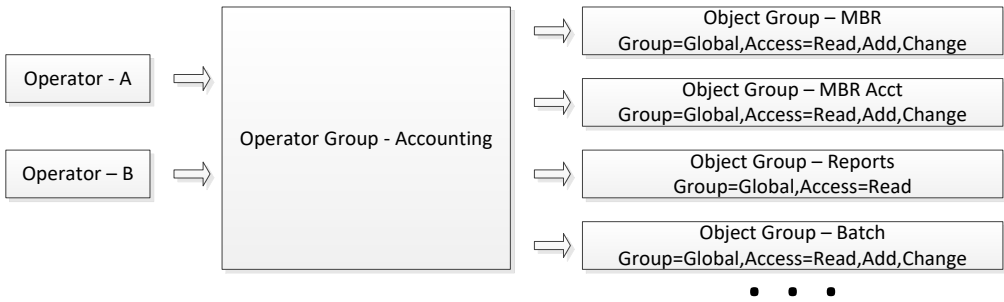 Operator - A
Operator – B
Operator Group - Accounting
Object Group – MBR
Group=Global,Access=Read,Add,Change
Object Group – MBR Acct
Group=Global,Access=Read,Add,Change
Object Group – Reports
Group=Global,Access=Read
Object Group – Batch
Group=Global,Access=Read,Add,Change
. . .